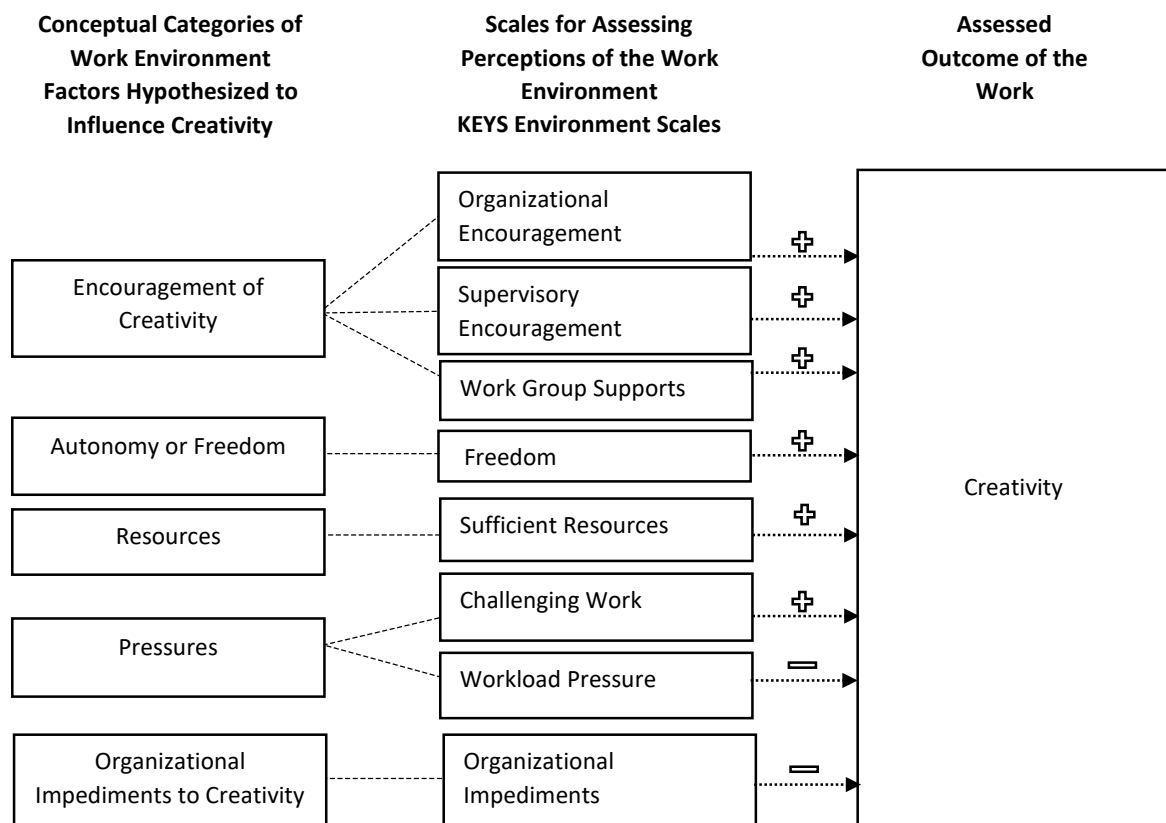 Conceptual Categories of
Work Environment
Factors Hypothesized to
Influence Creativity
Scales for Assessing
Perceptions of the Work
Environment
KEYS Environment Scales
Assessed
Outcome of the
Work
Encouragement of
Creativity
Autonomy or Freedom
Resources
Pressures
Organizational
Impediments to Creativity
Organizational
Encouragement
Supervisory
Encouragement
Work Group Supports
Freedom
Sufficient Resources
Challenging Work
Workload Pressure
Organizational
Impediments
Creativity